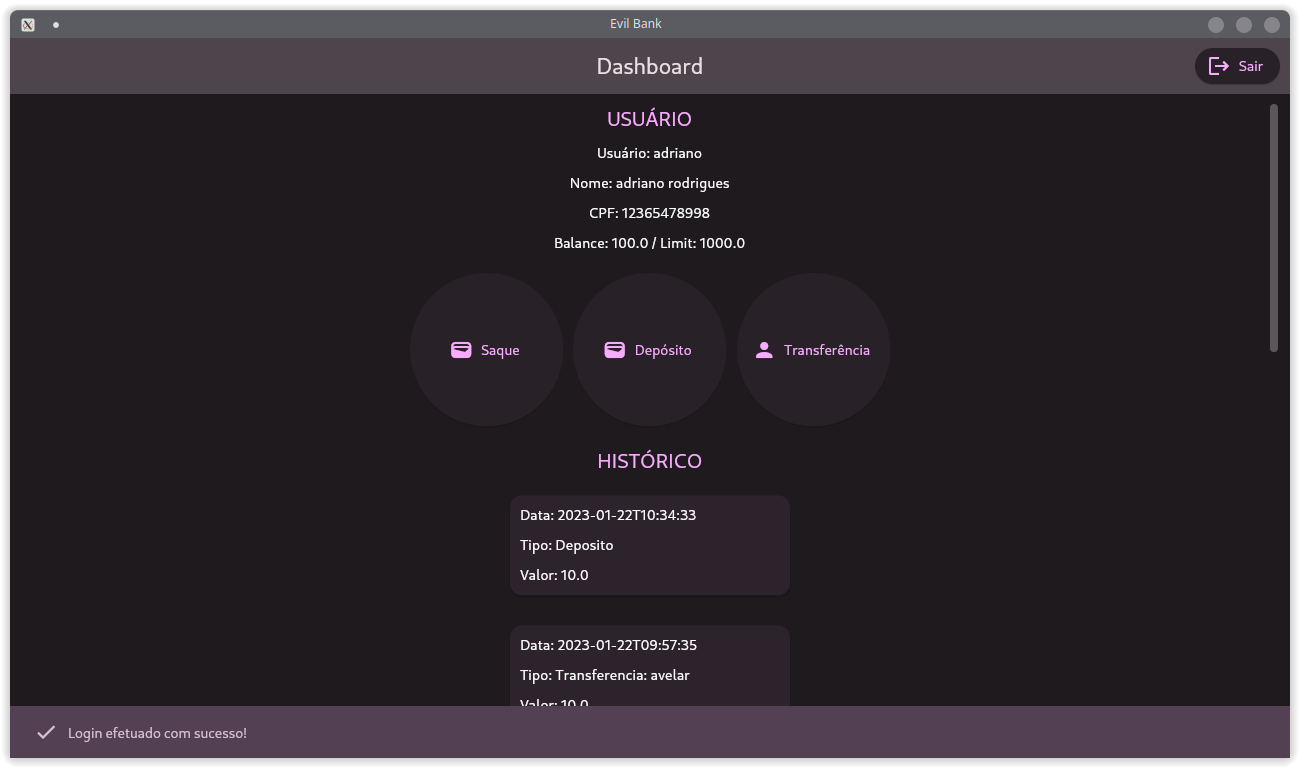 Evil Bank
Dashboard
Sair
USUÁRIO
Usuário: adriano
Nome: adriano rodrigues
CPF: 12365478998
Balance: 100.0 / Limit: 1000.0
Saque
Depósito
Transferência
HISTÓRICO
Data: 2023-01-22T10:34:33
Tipo: Deposito
Valor: 10.0
Data: 2023-01-22T09:57:35
Tipo: Transferencia: avelar
Valor: 10.0
Login efetuado com sucesso!